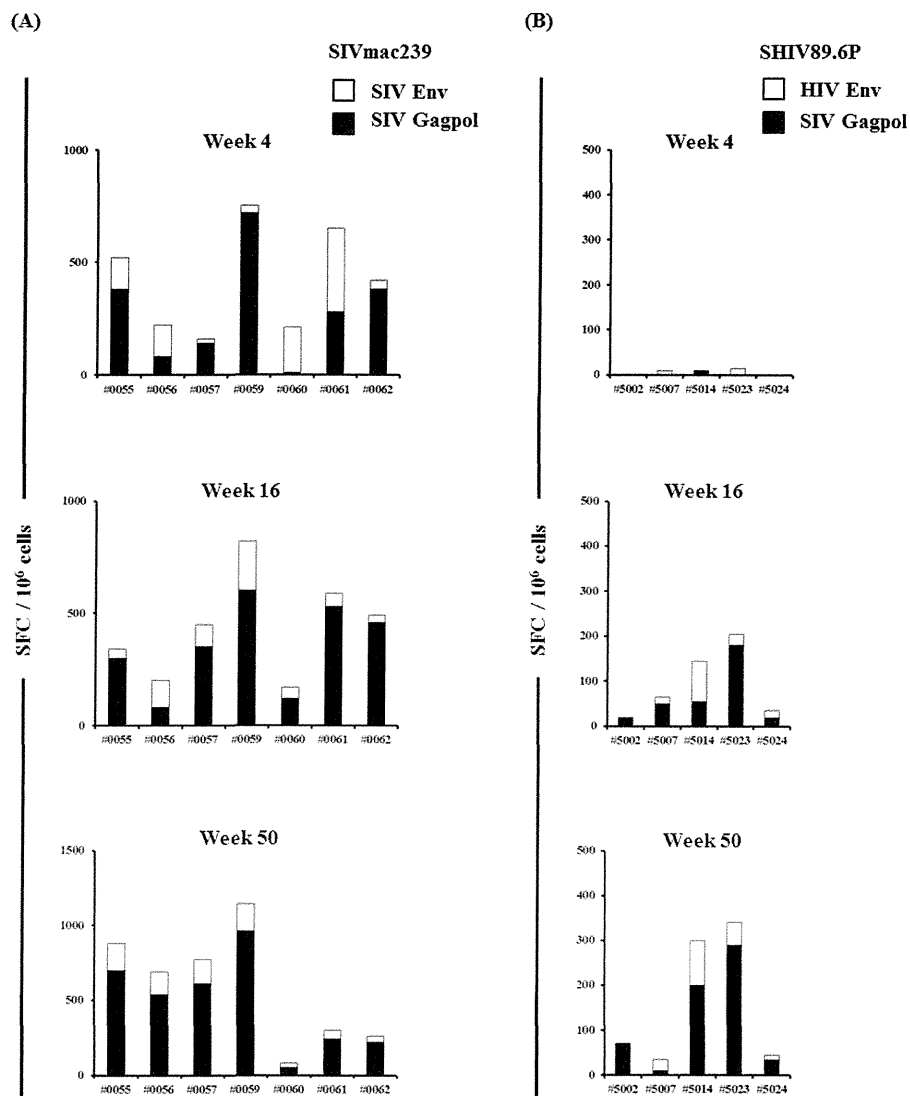 (A)
SIVmac239
SIV Env
SIV Gagpol
SFC / 10⁶ cells
Week 4
1000
500
0
#0055 #0056 #0057 #0059 #0060 #0061 #0062
Week 16
1000
500
0
#0055 #0056 #0057 #0059 #0060 #0061 #0062
Week 50
1500
1000
500
0
#0055 #0056 #0057 #0059 #0060 #0061 #0062
(B)
SHIV89.6P
HIV Env
SIV Gagpol
SFC / 10⁶ cells
Week 4
500
400
300
200
100
0
#5002 #5007 #5014 #5023 #5024
Week 16
500
400
300
200
100
0
#5002 #5007 #5014 #5023 #5024
Week 50
500
400
300
200
100
0
#5002 #5007 #5014 #5023 #5024